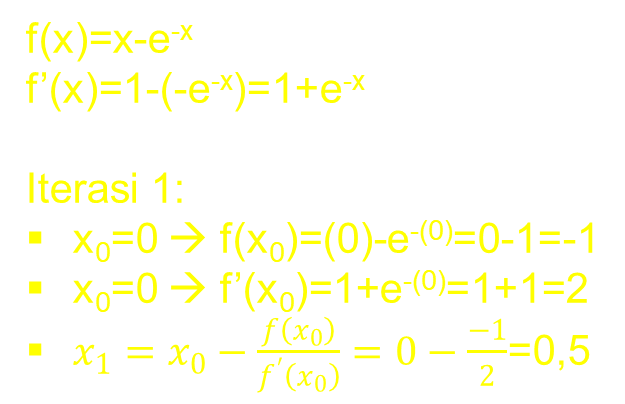 f(x)=x-e⁻ˣ
f’(x)=1-(-e⁻ˣ)=1+e⁻ˣ
Iterasi 1:
▪ x₀=0 → f(x₀)=(0)-e⁻⁽⁰⁾=0-1=-1
▪ x₀=0 → f’(x₀)=1+e⁻⁽⁰⁾=1+1=2
▪ x₁ = x₀ − f(x₀)/f′(x₀) = 0 − −1/2=0,5